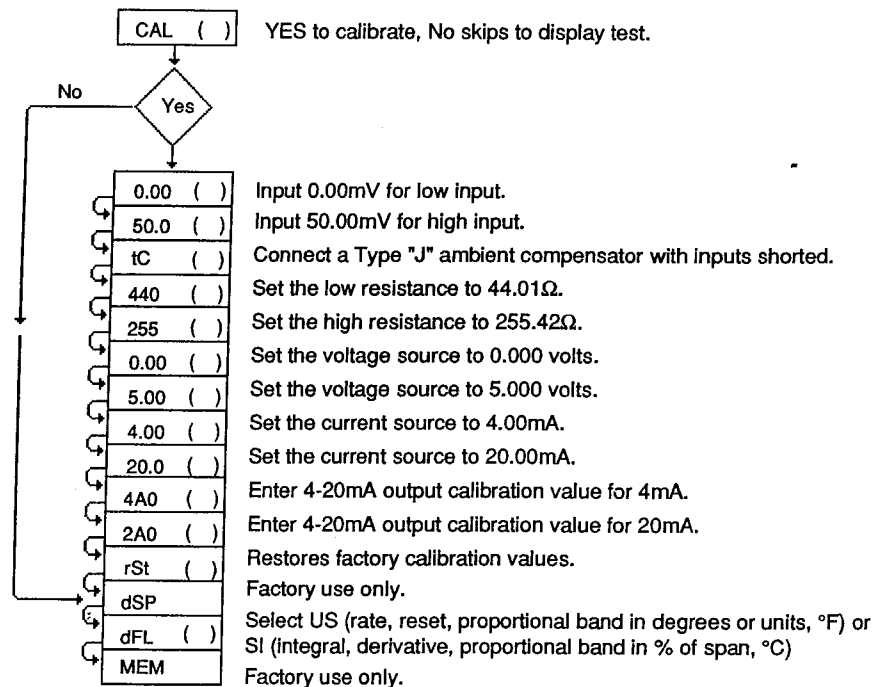 CAL ( ) YES to calibrate, No skips to display test.
No
Yes
0.00 ( ) Input 0.00mV for low input.
50.0 ( ) Input 50.00mV for high input.
tC ( ) Connect a Type "J" ambient compensator with inputs shorted.
440 ( ) Set the low resistance to 44.01Ω.
255 ( ) Set the high resistance to 255.42Ω.
0.00 ( ) Set the voltage source to 0.000 volts.
5.00 ( ) Set the voltage source to 5.000 volts.
4.00 ( ) Set the current source to 4.00mA.
20.0 ( ) Set the current source to 20.00mA.
4A0 ( ) Enter 4-20mA output calibration value for 4mA.
2A0 ( ) Enter 4-20mA output calibration value for 20mA.
rSt ( ) Restores factory calibration values.
dSP Factory use only.
dFL ( ) Select US (rate, reset, proportional band in degrees or units, °F) or
SI (integral, derivative, proportional band in % of span, °C)
MEM Factory use only.